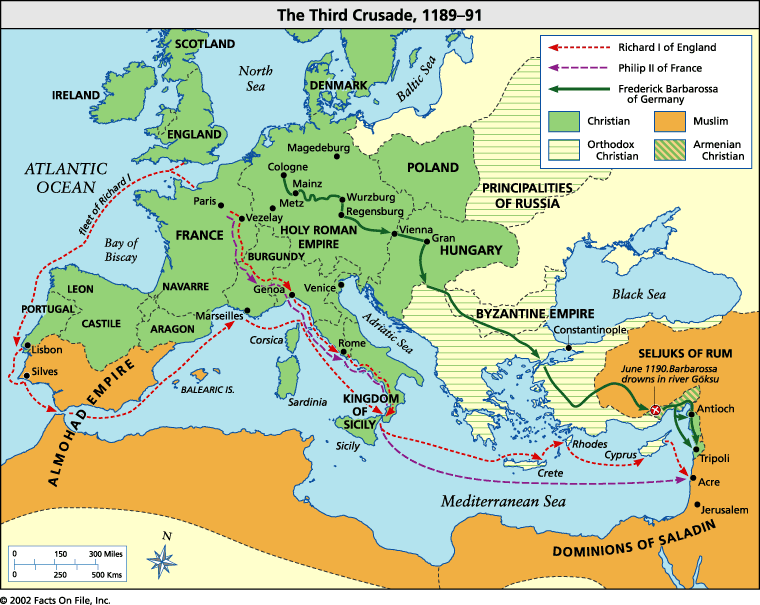 The Third Crusade, 1189–91
Richard I of England
Philip II of France
Frederick Barbarossa
of Germany
Christian
Muslim
Orthodox
Christian
Armenian
Christian
SCOTLAND
North
Sea
DENMARK
Baltic Sea
IRELAND
ENGLAND
Magedeburg
POLAND
Cologne
ATLANTIC
OCEAN
Mainz
PRINCIPALITIES
OF RUSSIA
fleet of Richard I
Paris
Metz
Wurzburg
Regensburg
Vezelay
Vienna
Gran
FRANCE
HOLY ROMAN
EMPIRE
HUNGARY
Bay of
Biscay
BURGUNDY
LEON
NAVARRE
Genoa
Venice
Black Sea
PORTUGAL
CASTILE
ARAGON
Marseilles
BYZANTINE EMPIRE
Adriatic Sea
Constantinople
Corsica
Rome
Lisbon
Silves
SELJUKS OF RUM
June 1190.Barbarossa
drowns in river Göksu
ALMOHAD EMPIRE
BALEARIC IS.
Sardinia
KINGDOM
OF
SICILY
Antioch
Sicily
Rhodes
Cyprus
Tripoli
Crete
Acre
Mediterranean Sea
Jerusalem
DOMINIONS OF SALADIN
N
0 150 300 Miles
0 250 500 Kms
© 2002 Facts On File, Inc.